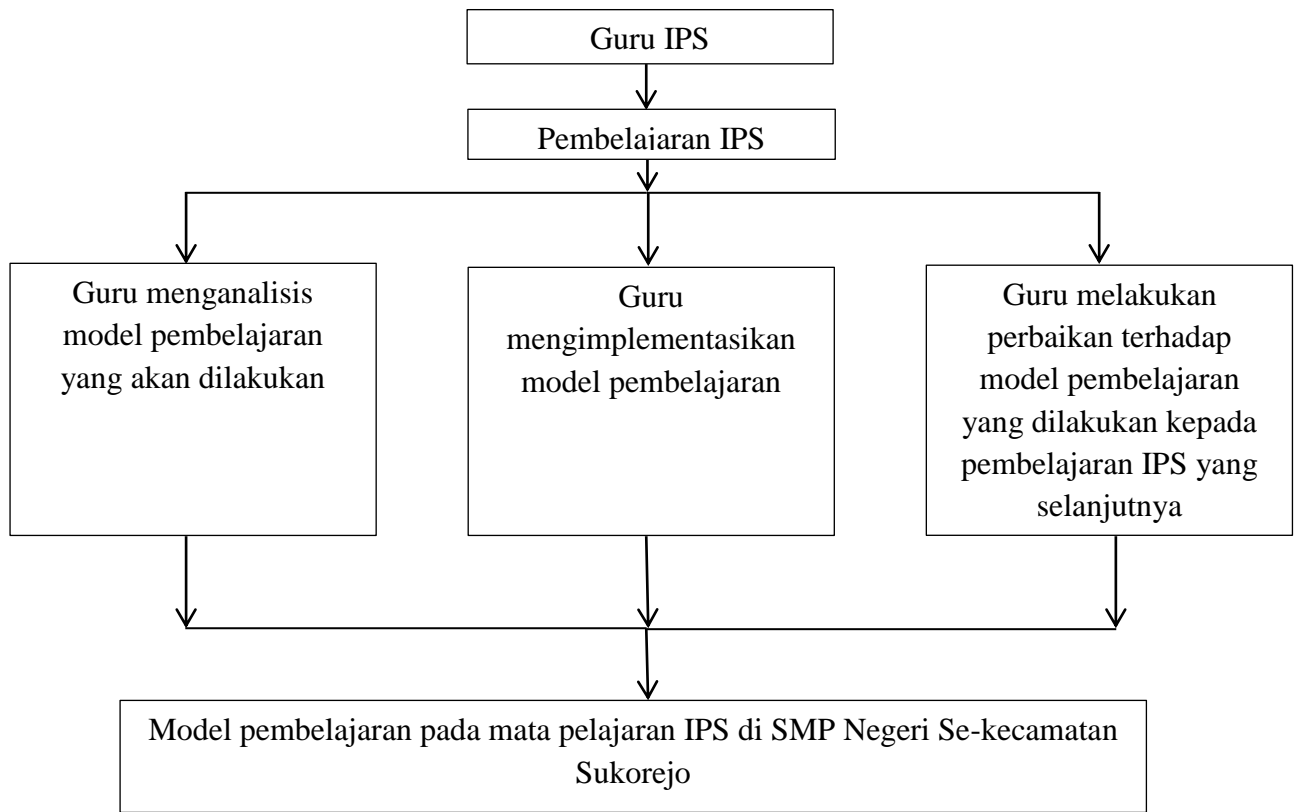 Guru IPS
Pembelajaran IPS
Guru menganalisis
model pembelajaran
yang akan dilakukan
Guru
mengimplementasikan
model pembelajaran
Guru melakukan
perbaikan terhadap
model pembelajaran
yang dilakukan kepada
pembelajaran IPS yang
selanjutnya
Model pembelajaran pada mata pelajaran IPS di SMP Negeri Se-kecamatan
Sukorejo